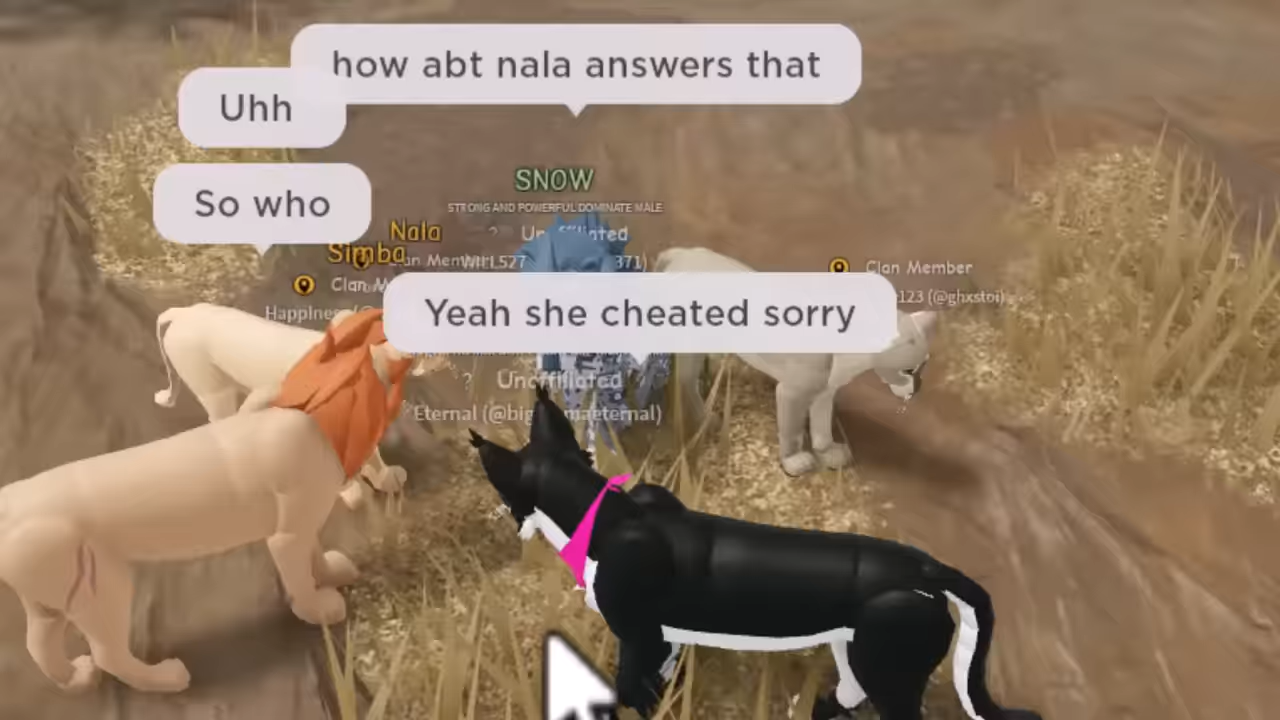 how abt nala answers that
Uhh
So who
SNOW
STRONG AND POWERFUL DOMINATE MALE
Nala
Simba
Clan Member
Yeah she cheated sorry
Unaffiliated
Eternal